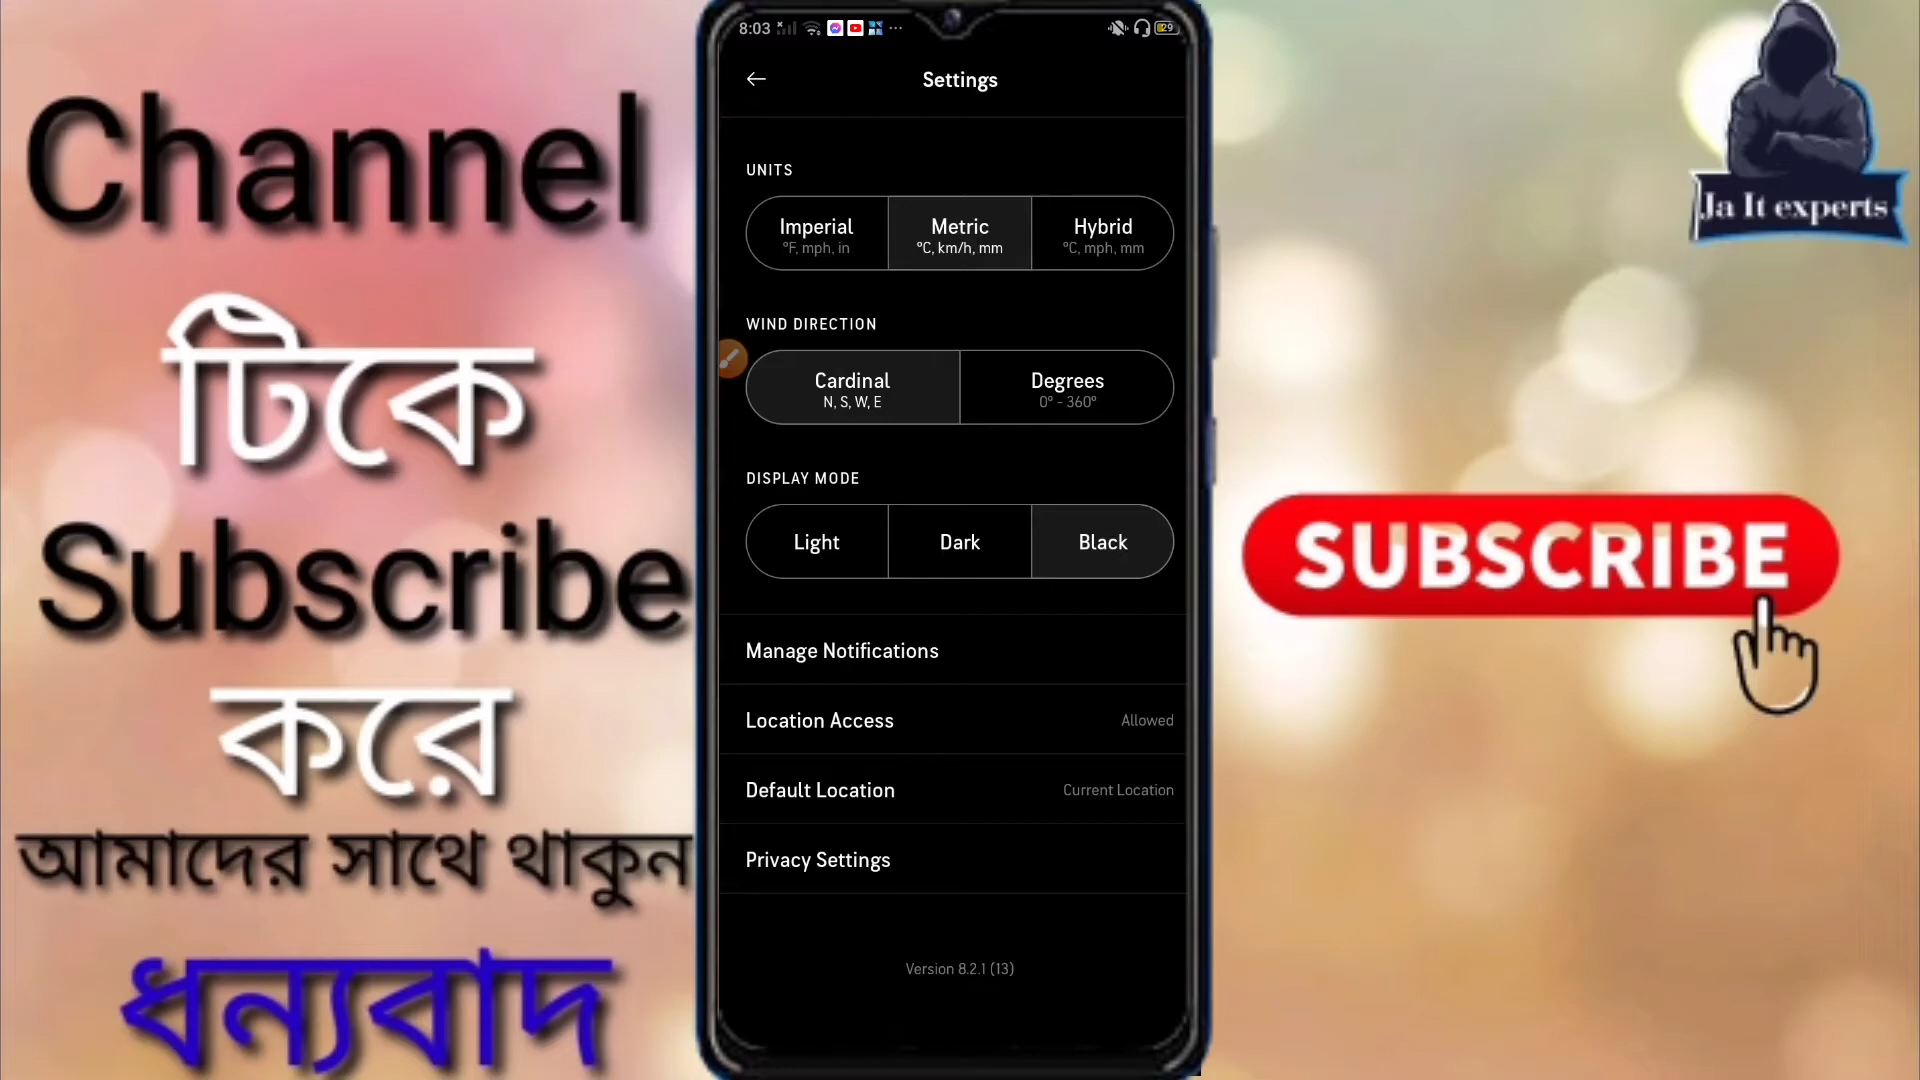 Channel
টিকে
Subscribe
করে
আমাদের সাথে থাকুন
ধন্যবাদ
8:03
29
Settings
UNITS
Imperial
°F, mph, in
Metric
°C, km/h, mm
Hybrid
°C, mph, mm
WIND DIRECTION
Cardinal
N, S, W, E
Degrees
0° - 360°
DISPLAY MODE
Light
Dark
Black
Manage Notifications
Location Access
Allowed
Default Location
Current Location
Privacy Settings
Version 8.2.1 (13)
Ja It experts
SUBSCRIBE